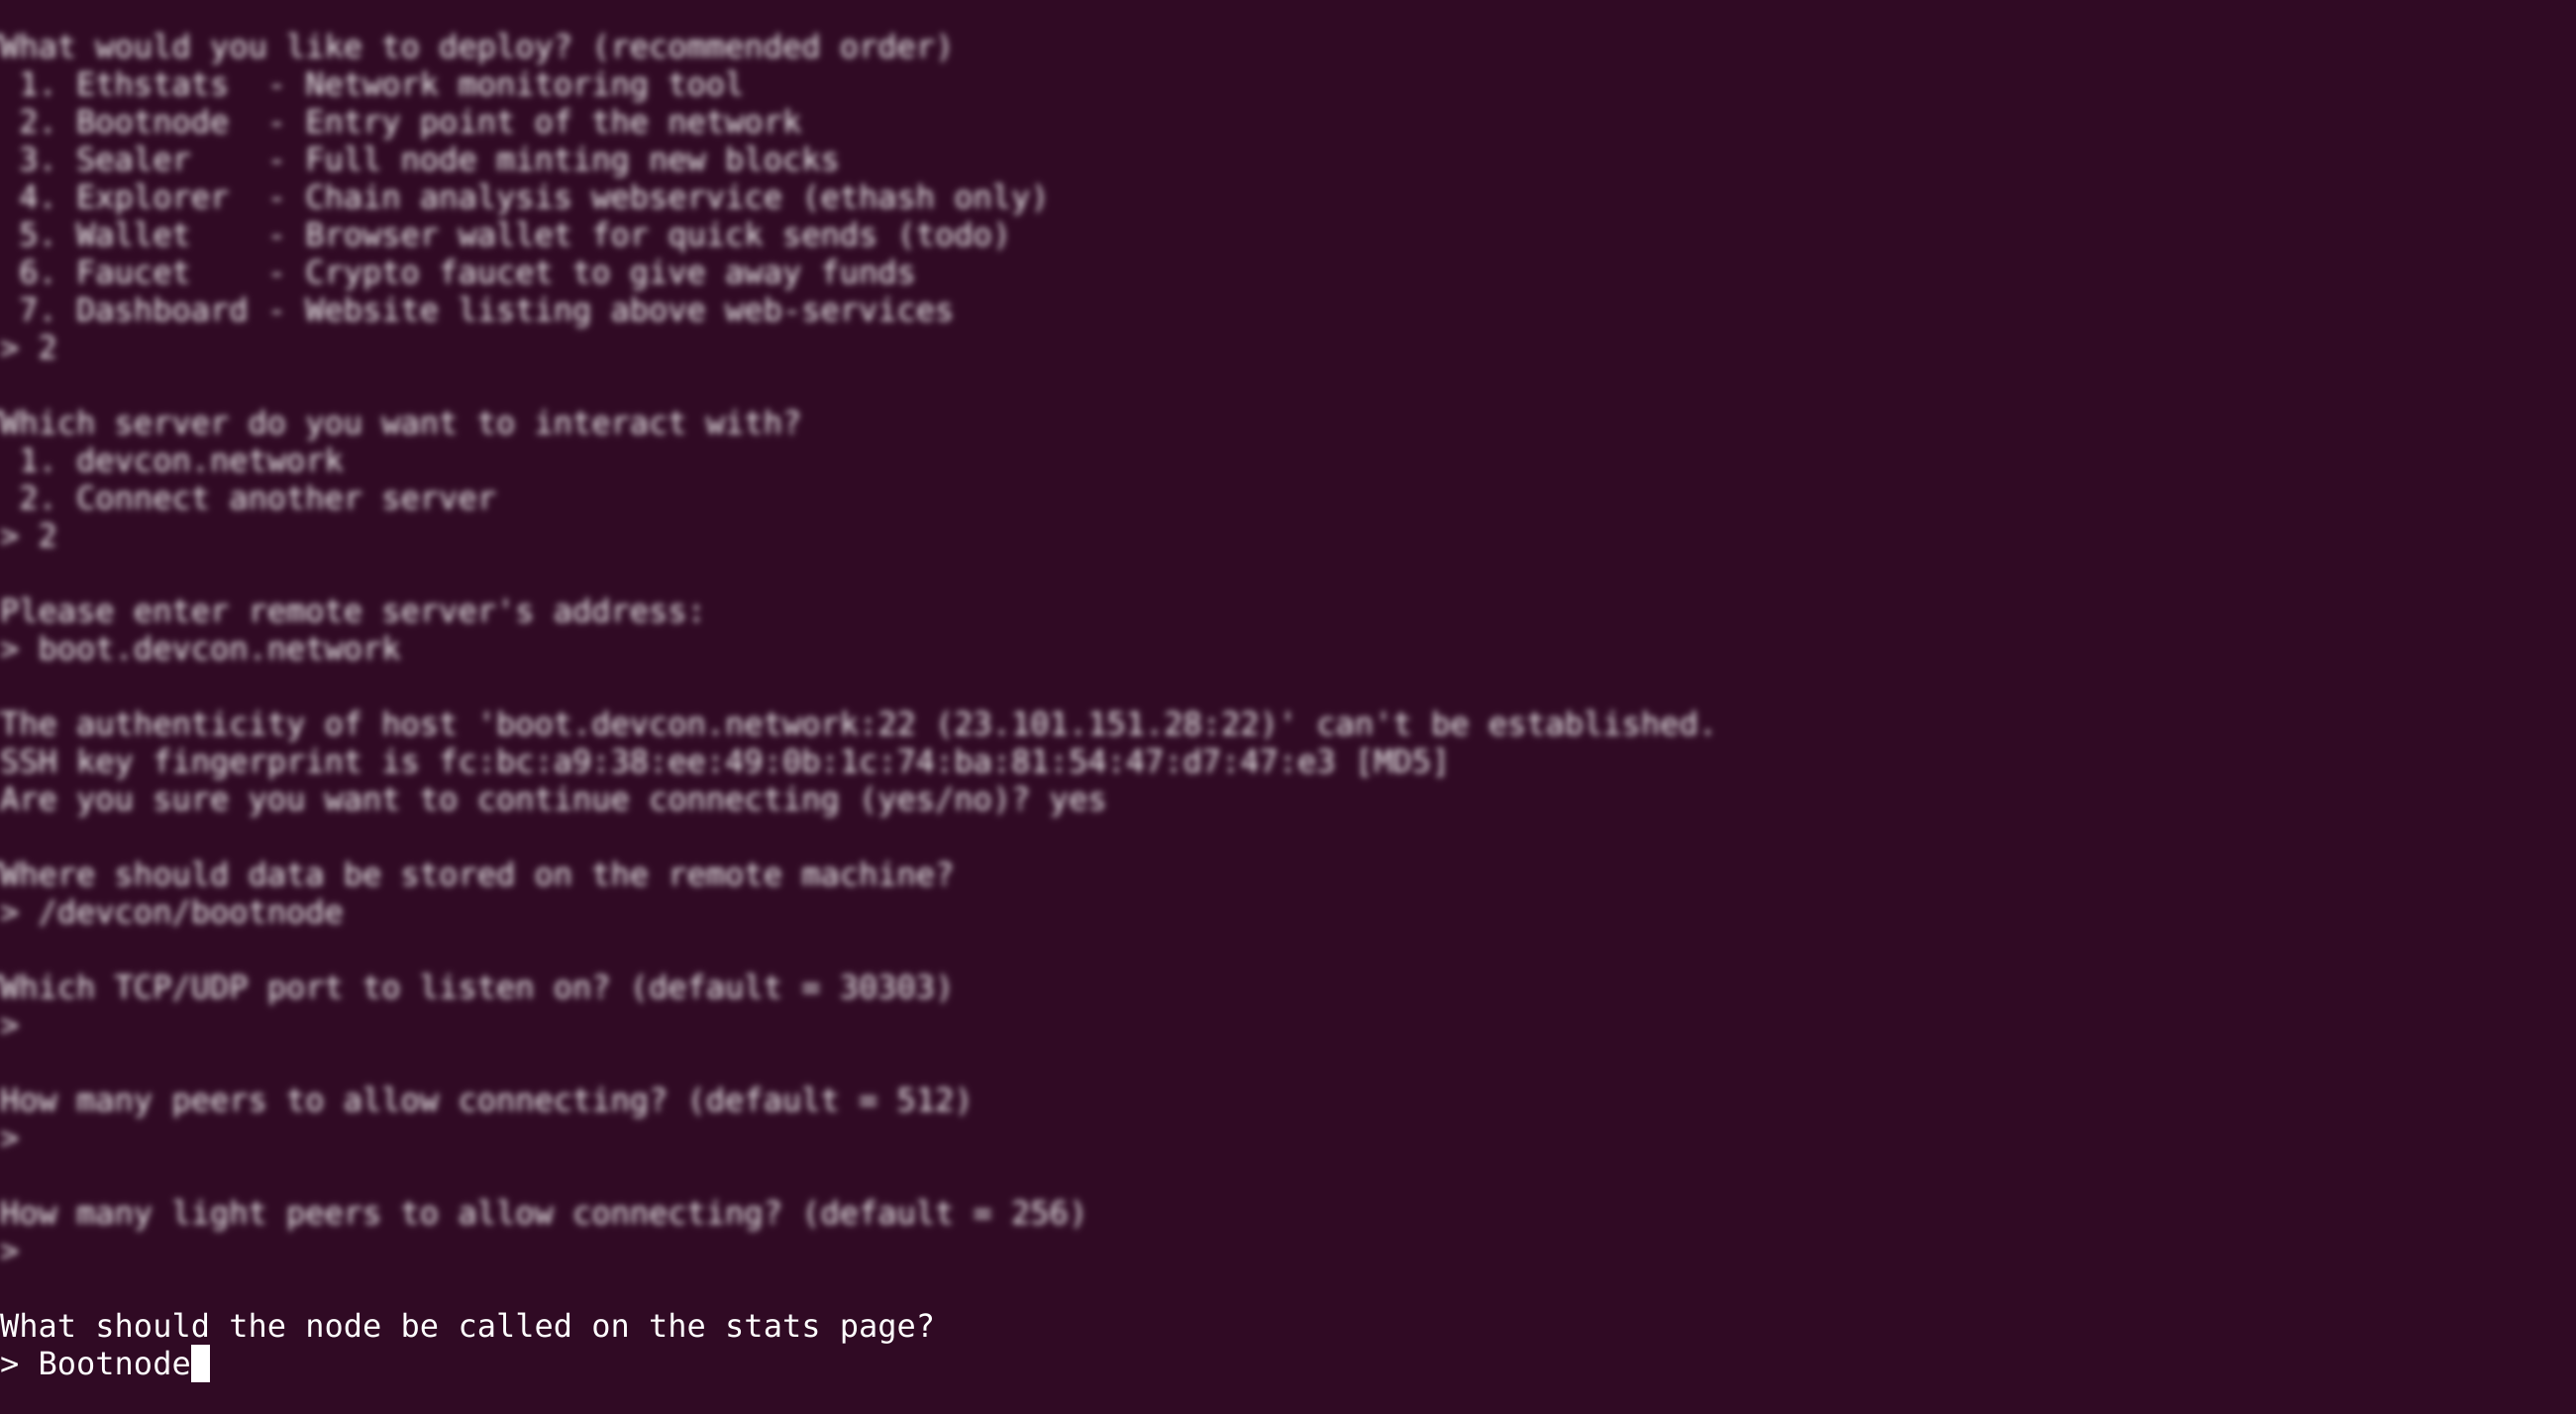 What would you like to deploy? (recommended order)
 1. Ethstats  - Network monitoring tool
 2. Bootnode  - Entry point of the network
 3. Sealer    - Full node minting new blocks
 4. Explorer  - Chain analysis webservice (ethash only)
 5. Wallet    - Browser wallet for quick sends (todo)
 6. Faucet    - Crypto faucet to give away funds
 7. Dashboard - Website listing above web-services
> 2
Which server do you want to interact with?
 1. devcon.network
 2. Connect another server
> 2
Please enter remote server's address:
> boot.devcon.network
The authenticity of host 'boot.devcon.network:22 (23.101.151.28:22)' can't be established.
SSH key fingerprint is fc:bc:a9:38:ee:49:0b:1c:74:ba:81:54:47:d7:47:e3 [MD5]
Are you sure you want to continue connecting (yes/no)? yes
Where should data be stored on the remote machine?
> /devcon/bootnode
Which TCP/UDP port to listen on? (default = 30303)
>
How many peers to allow connecting? (default = 512)
>
How many light peers to allow connecting? (default = 256)
>
What should the node be called on the stats page?
> Bootnode